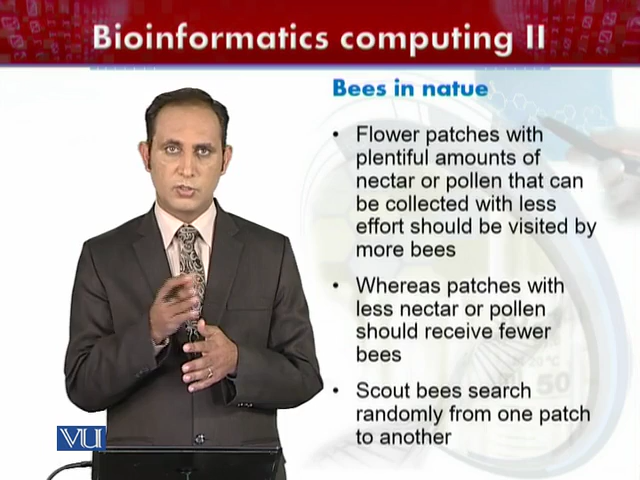 Bioinformatics computing II
Bees in natue
• Flower patches with
plentiful amounts of
nectar or pollen that can
be collected with less
effort should be visited by
more bees
• Whereas patches with
less nectar or pollen
should receive fewer
bees
• Scout bees search
randomly from one patch
to another
VU
50